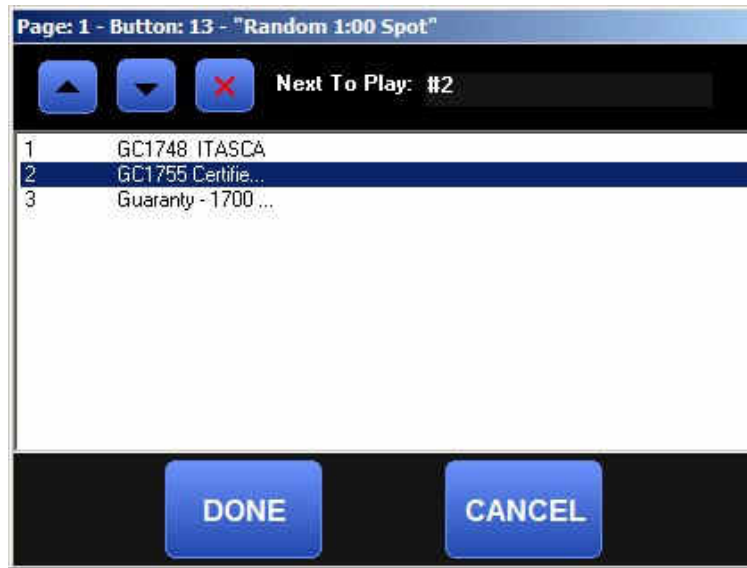 Page: 1 - Button: 13 - "Random 1:00 Spot"
Next To Play: #2
1 GC1748 ITASCA
2 GC1755 Certifie...
3 Guaranty - 1700 ...
DONE CANCEL